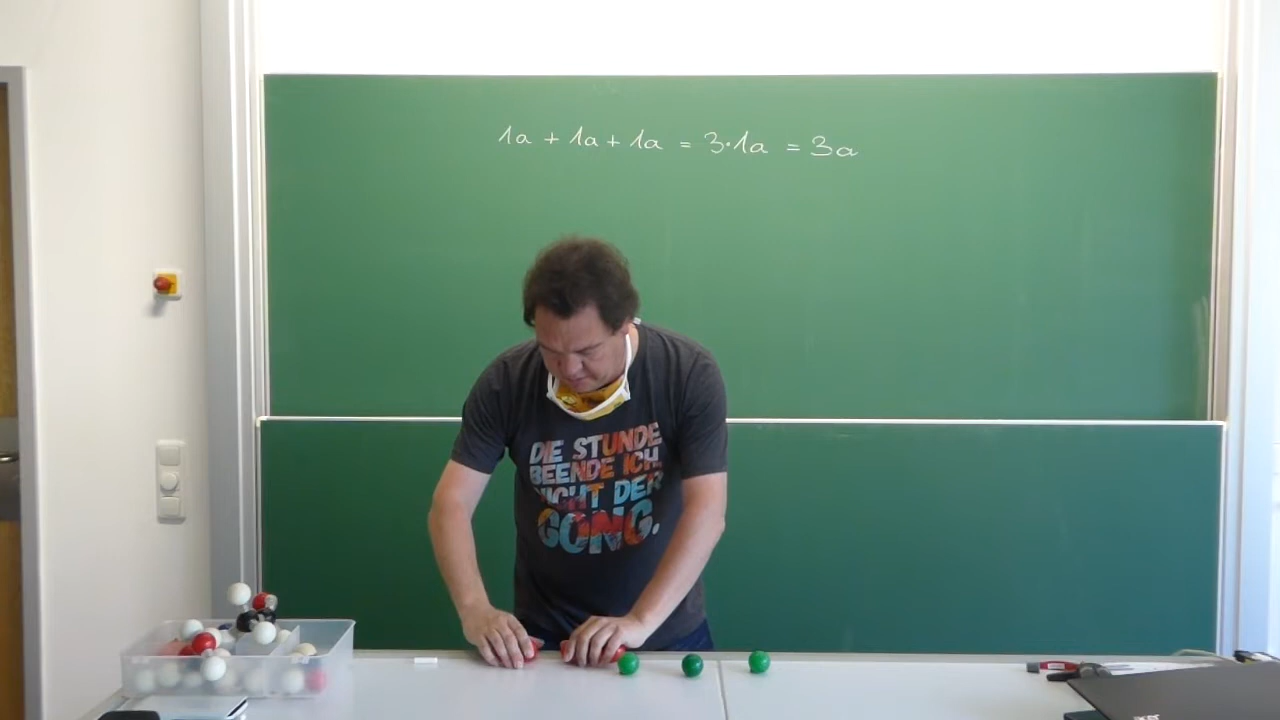 1a + 1a + 1a = 3·1a = 3a
DIE STUNDE
BEENDE ICH,
NICHT DER
GONG.